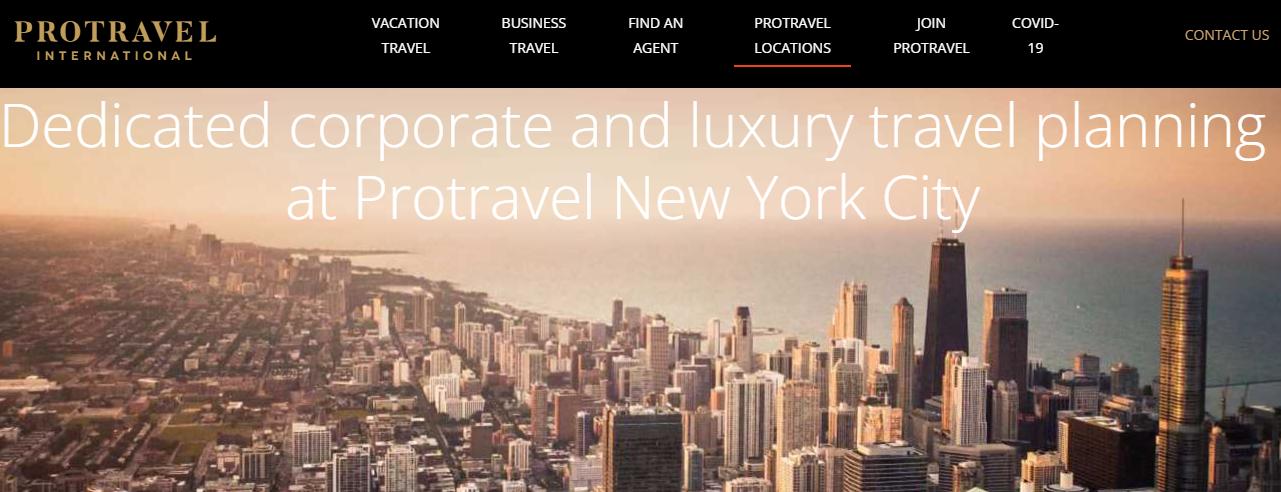 PROTRAVEL
INTERNATIONAL
VACATION
TRAVEL
BUSINESS
TRAVEL
FIND AN
AGENT
PROTRAVEL
LOCATIONS
JOIN
PROTRAVEL
COVID-
19
CONTACT US
Dedicated corporate and luxury travel planning
at Protravel New York City